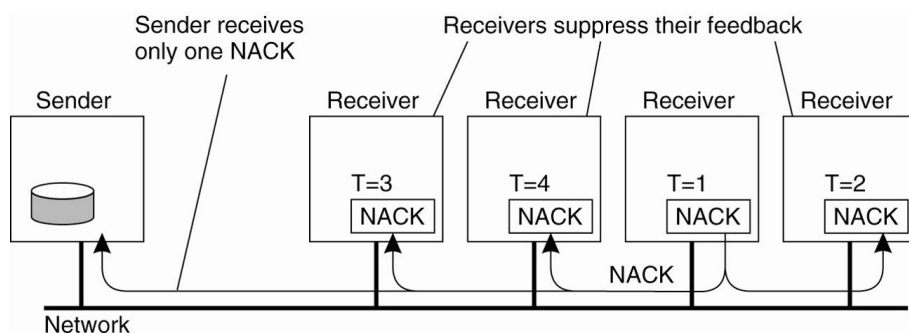 Sender receives
only one NACK
Receivers suppress their feedback
Sender
Receiver
Receiver
Receiver
Receiver
T=3
T=4
T=1
T=2
NACK
NACK
NACK
NACK
NACK
Network